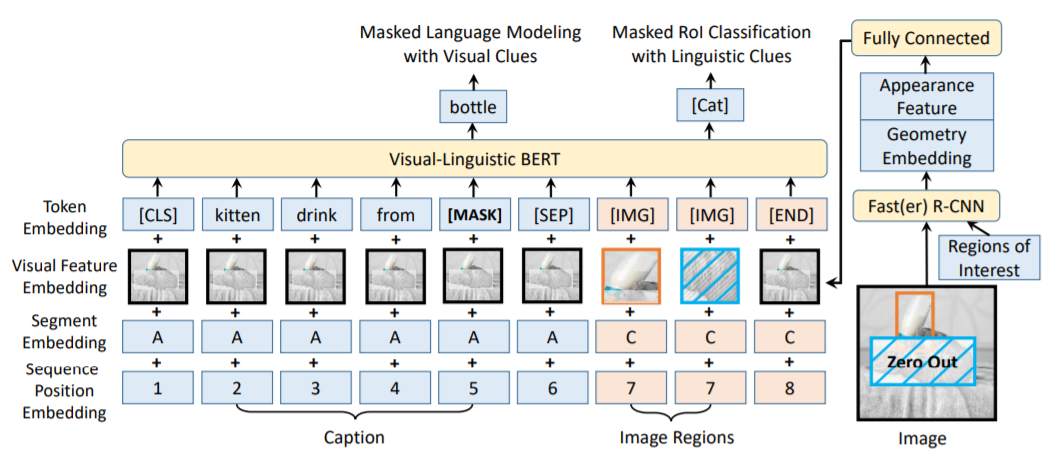 Masked Language Modeling
with Visual Clues
Masked RoI Classification
with Linguistic Clues
Fully Connected
bottle
[Cat]
Appearance
Feature
Geometry
Embedding
Visual-Linguistic BERT
Token
Embedding
[CLS] kitten drink from [MASK] [SEP] [IMG] [IMG] [END]
Fast(er) R-CNN
+ + + + + + + + +
Regions of
Interest
Visual Feature
Embedding
+ + + + + + + + +
Segment
Embedding
A A A A A A C C C
Zero Out
+ + + + + + + + +
Sequence
Position
Embedding
1 2 3 4 5 6 7 7 8
Caption
Image Regions
Image